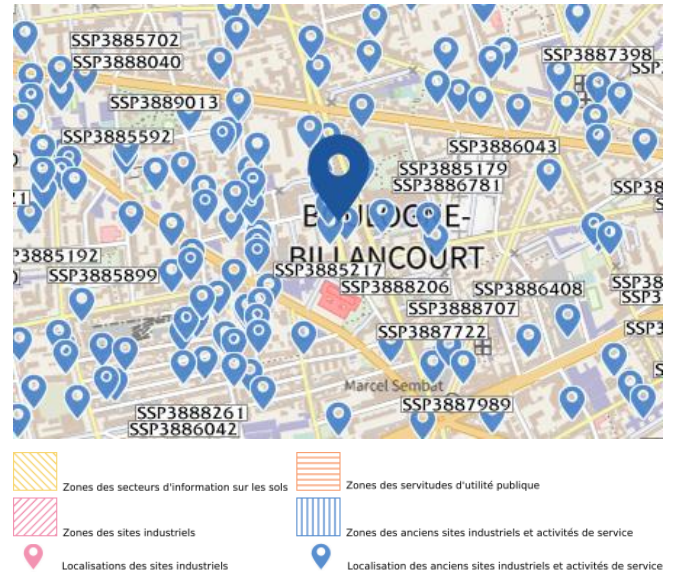 SSP3885702
SSP3887398
SSP3888040
SSP3889013
SSP3885592
SSP3886043
SSP3885179
SSP3886781
BILLANCOURT
SSP3885192
SSP3885899
SSP3885217
SSP3888206
SSP3886408
SSP3888707
SSP3887722
Marcel Sembat
SSP3887989
SSP3888261
SSP3886042
Zones des secteurs d'information sur les sols
Zones des servitudes d'utilité publique
Zones des sites industriels
Zones des anciens sites industriels et activités de service
Localisations des sites industriels
Localisation des anciens sites industriels et activités de service